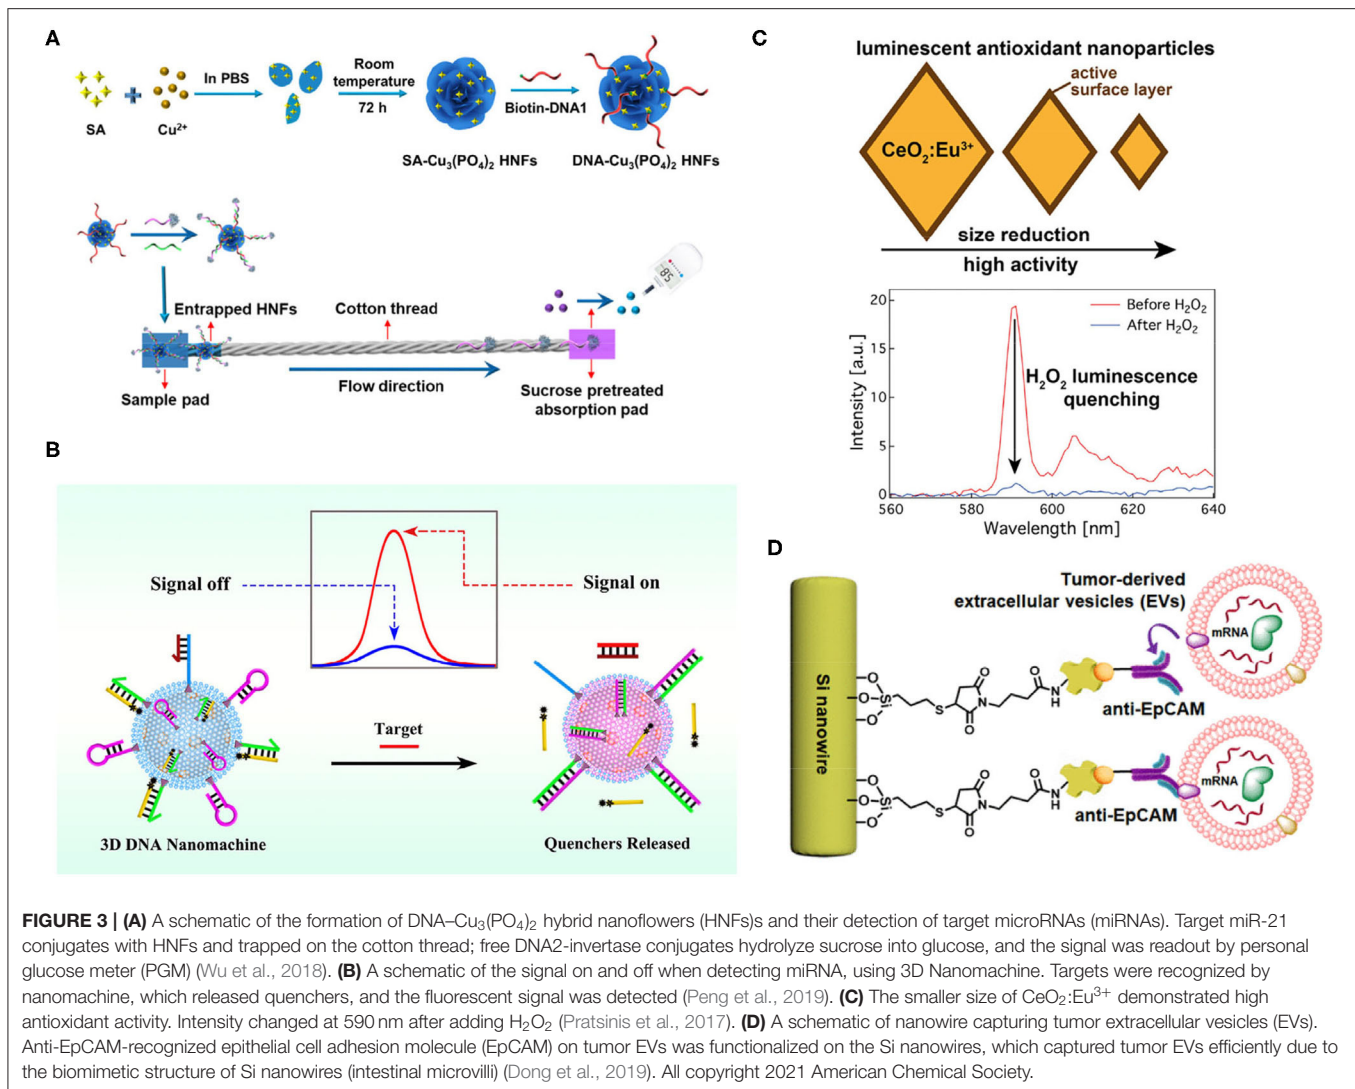 A
In PBS
Room
temperature
72 h
SA
Cu²⁺
Biotin-DNA1
SA-Cu₃(PO₄)₂ HNFs
DNA-Cu₃(PO₄)₂ HNFs
85
Entrapped HNFs
Cotton thread
Flow direction
Sample pad
Sucrose pretreated
absorption pad
B
Signal off
Signal on
Target
3D DNA Nanomachine
Quenchers Released
C
luminescent antioxidant nanoparticles
active
surface layer
CeO₂:Eu³⁺
size reduction
high activity
20
15
10
5
0
Intensity [a.u.]
Before H₂O₂
After H₂O₂
H₂O₂ luminescence
quenching
560 580 600 620 640
Wavelength [nm]
D
Tumor-derived
extracellular vesicles (EVs)
mRNA
Si nanowire
O
O
O
Si
S
O
O
N
O
N
H
anti-EpCAM
mRNA
O
O
O
Si
S
O
O
N
O
N
H
anti-EpCAM
FIGURE 3 | (A) A schematic of the formation of DNA–Cu₃(PO₄)₂ hybrid nanoflowers (HNFs)s and their detection of target microRNAs (miRNAs). Target miR-21
conjugates with HNFs and trapped on the cotton thread; free DNA2-invertase conjugates hydrolyze sucrose into glucose, and the signal was readout by personal
glucose meter (PGM) (Wu et al., 2018). (B) A schematic of the signal on and off when detecting miRNA, using 3D Nanomachine. Targets were recognized by
nanomachine, which released quenchers, and the fluorescent signal was detected (Peng et al., 2019). (C) The smaller size of CeO₂:Eu³⁺ demonstrated high
antioxidant activity. Intensity changed at 590 nm after adding H₂O₂ (Pratsinis et al., 2017). (D) A schematic of nanowire capturing tumor extracellular vesicles (EVs).
Anti-EpCAM-recognized epithelial cell adhesion molecule (EpCAM) on tumor EVs was functionalized on the Si nanowires, which captured tumor EVs efficiently due to
the biomimetic structure of Si nanowires (intestinal microvilli) (Dong et al., 2019). All copyright 2021 American Chemical Society.